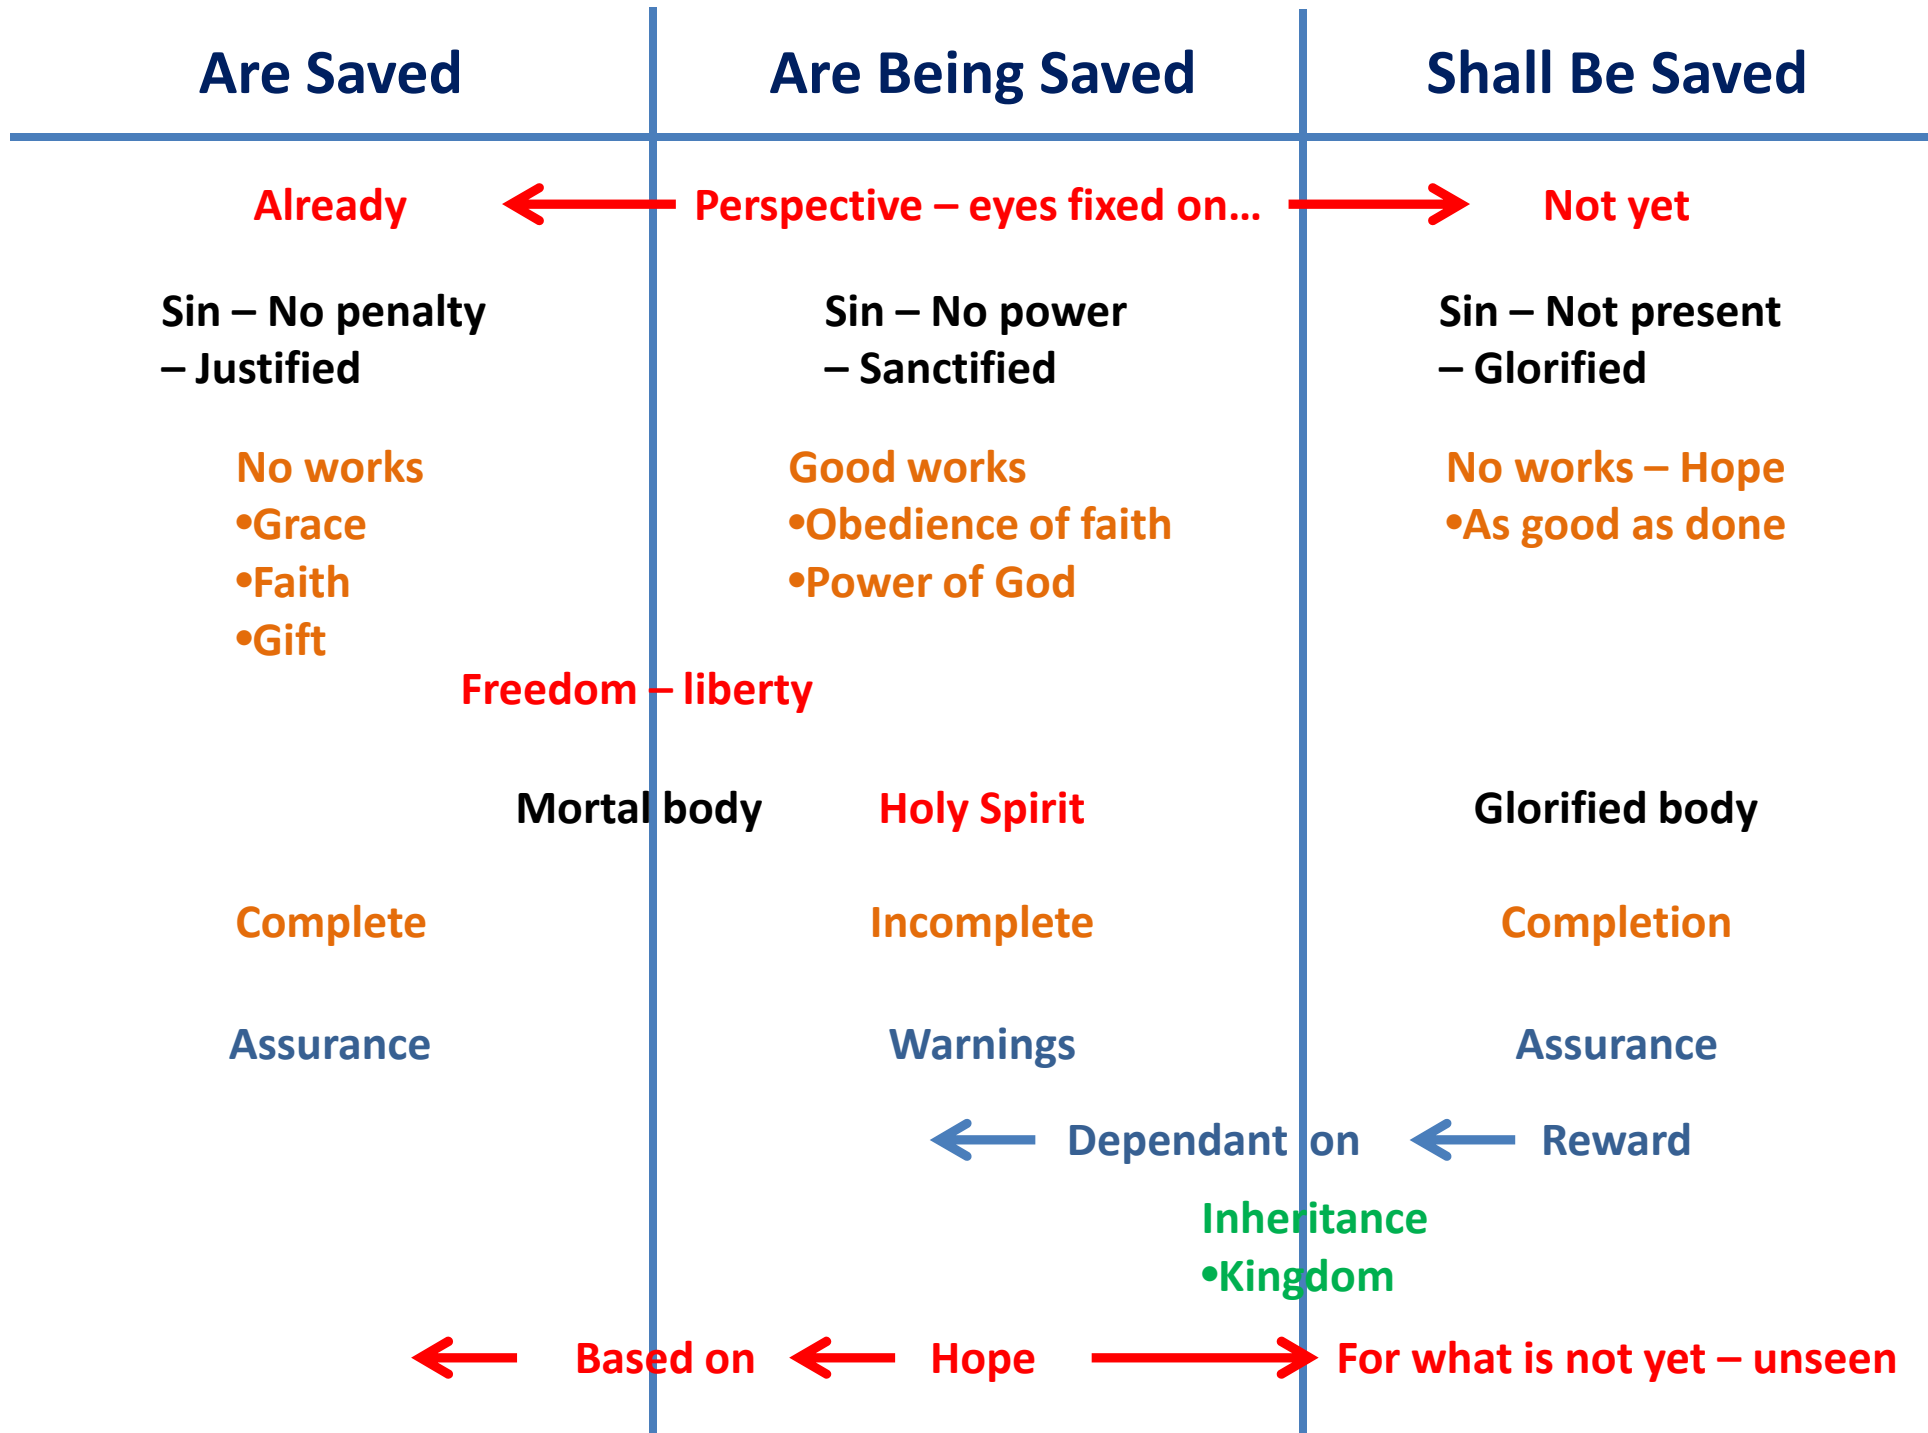 Are Saved Are Being Saved Shall Be Saved
Already Perspective – eyes fixed on... Not yet
Sin – No penalty Sin – No power Sin – Not present
– Justified – Sanctified – Glorified
No works Good works No works – Hope
•Grace •Obedience of faith •As good as done
•Faith •Power of God
•Gift
Freedom – liberty
Mortal body Holy Spirit Glorified body
Complete Incomplete Completion
Assurance Warnings Assurance
Dependant on Reward
Inheritance
•Kingdom
Based on Hope For what is not yet – unseen